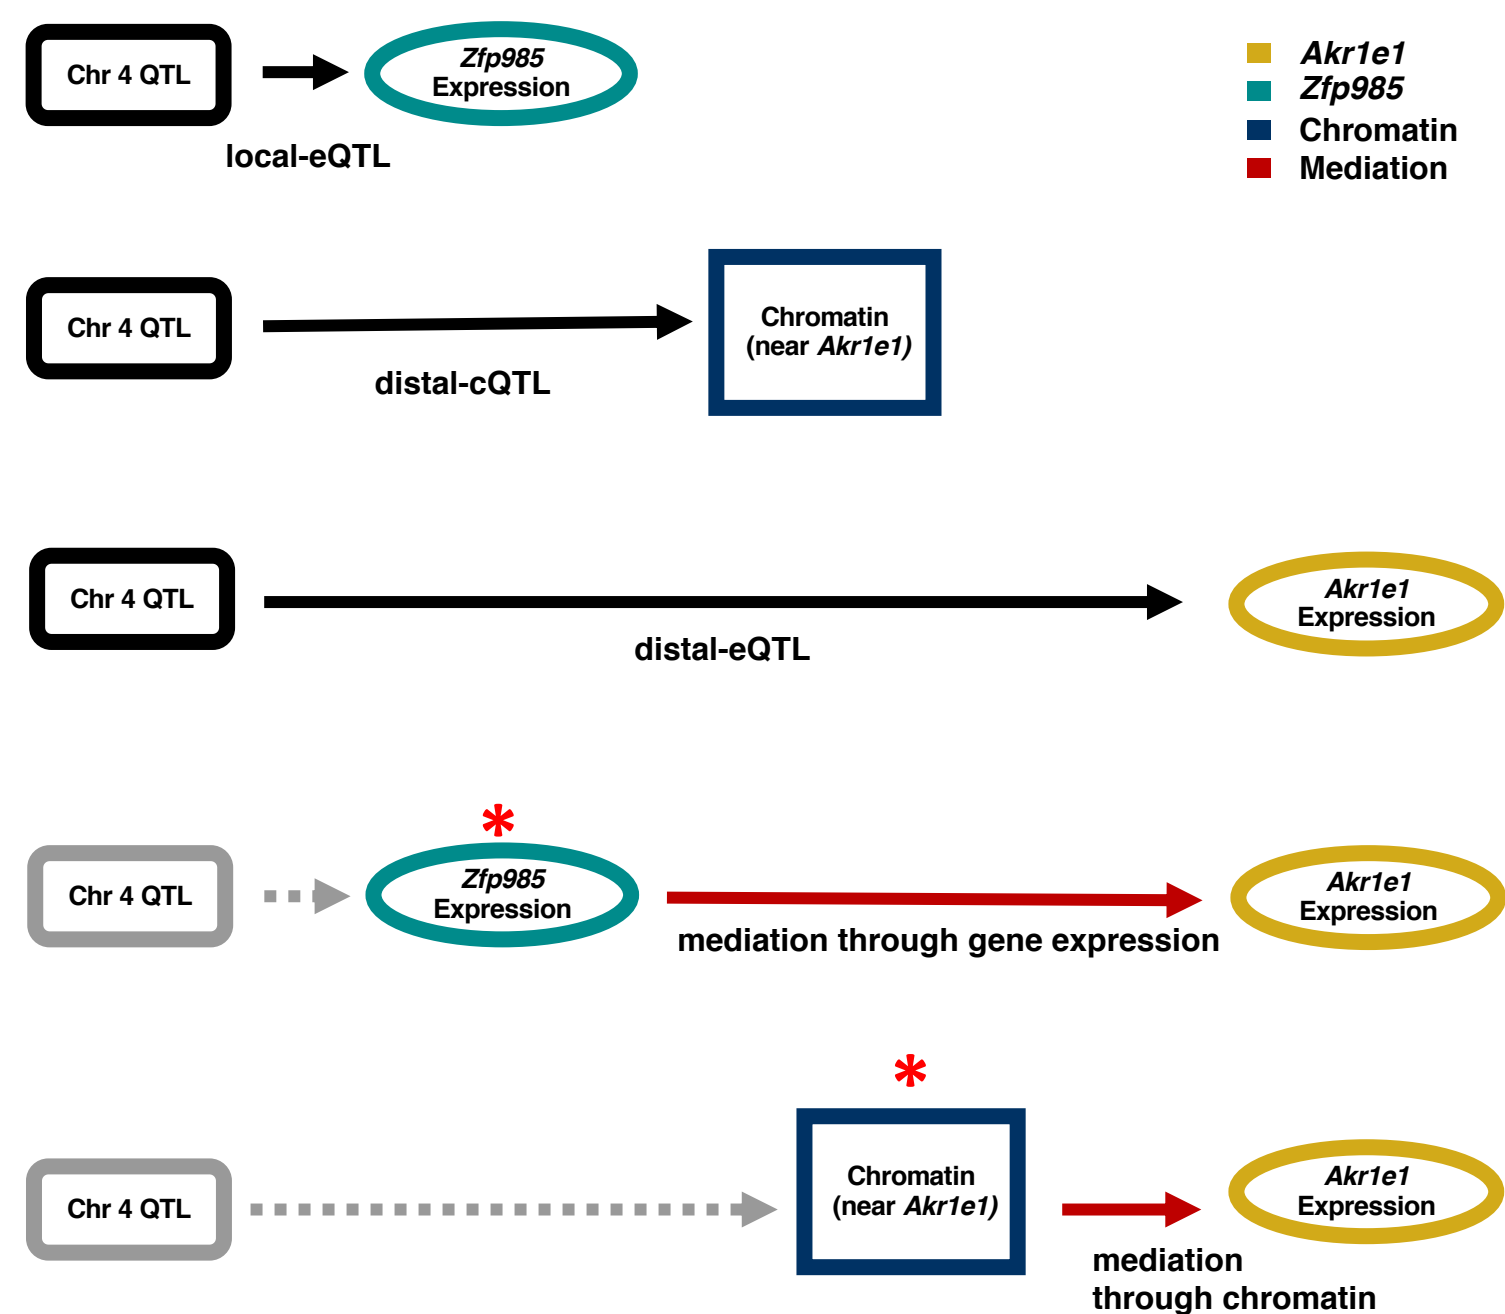 Chr 4 QTL
Zfp985
Expression
local-eQTL
Akr1e1
Zfp985
Chromatin
Mediation
Chr 4 QTL
distal-cQTL
Chromatin
(near Akr1e1)
Chr 4 QTL
distal-eQTL
Akr1e1
Expression
*
Chr 4 QTL
Zfp985
Expression
mediation through gene expression
Akr1e1
Expression
*
Chr 4 QTL
Chromatin
(near Akr1e1)
mediation
through chromatin
Akr1e1
Expression